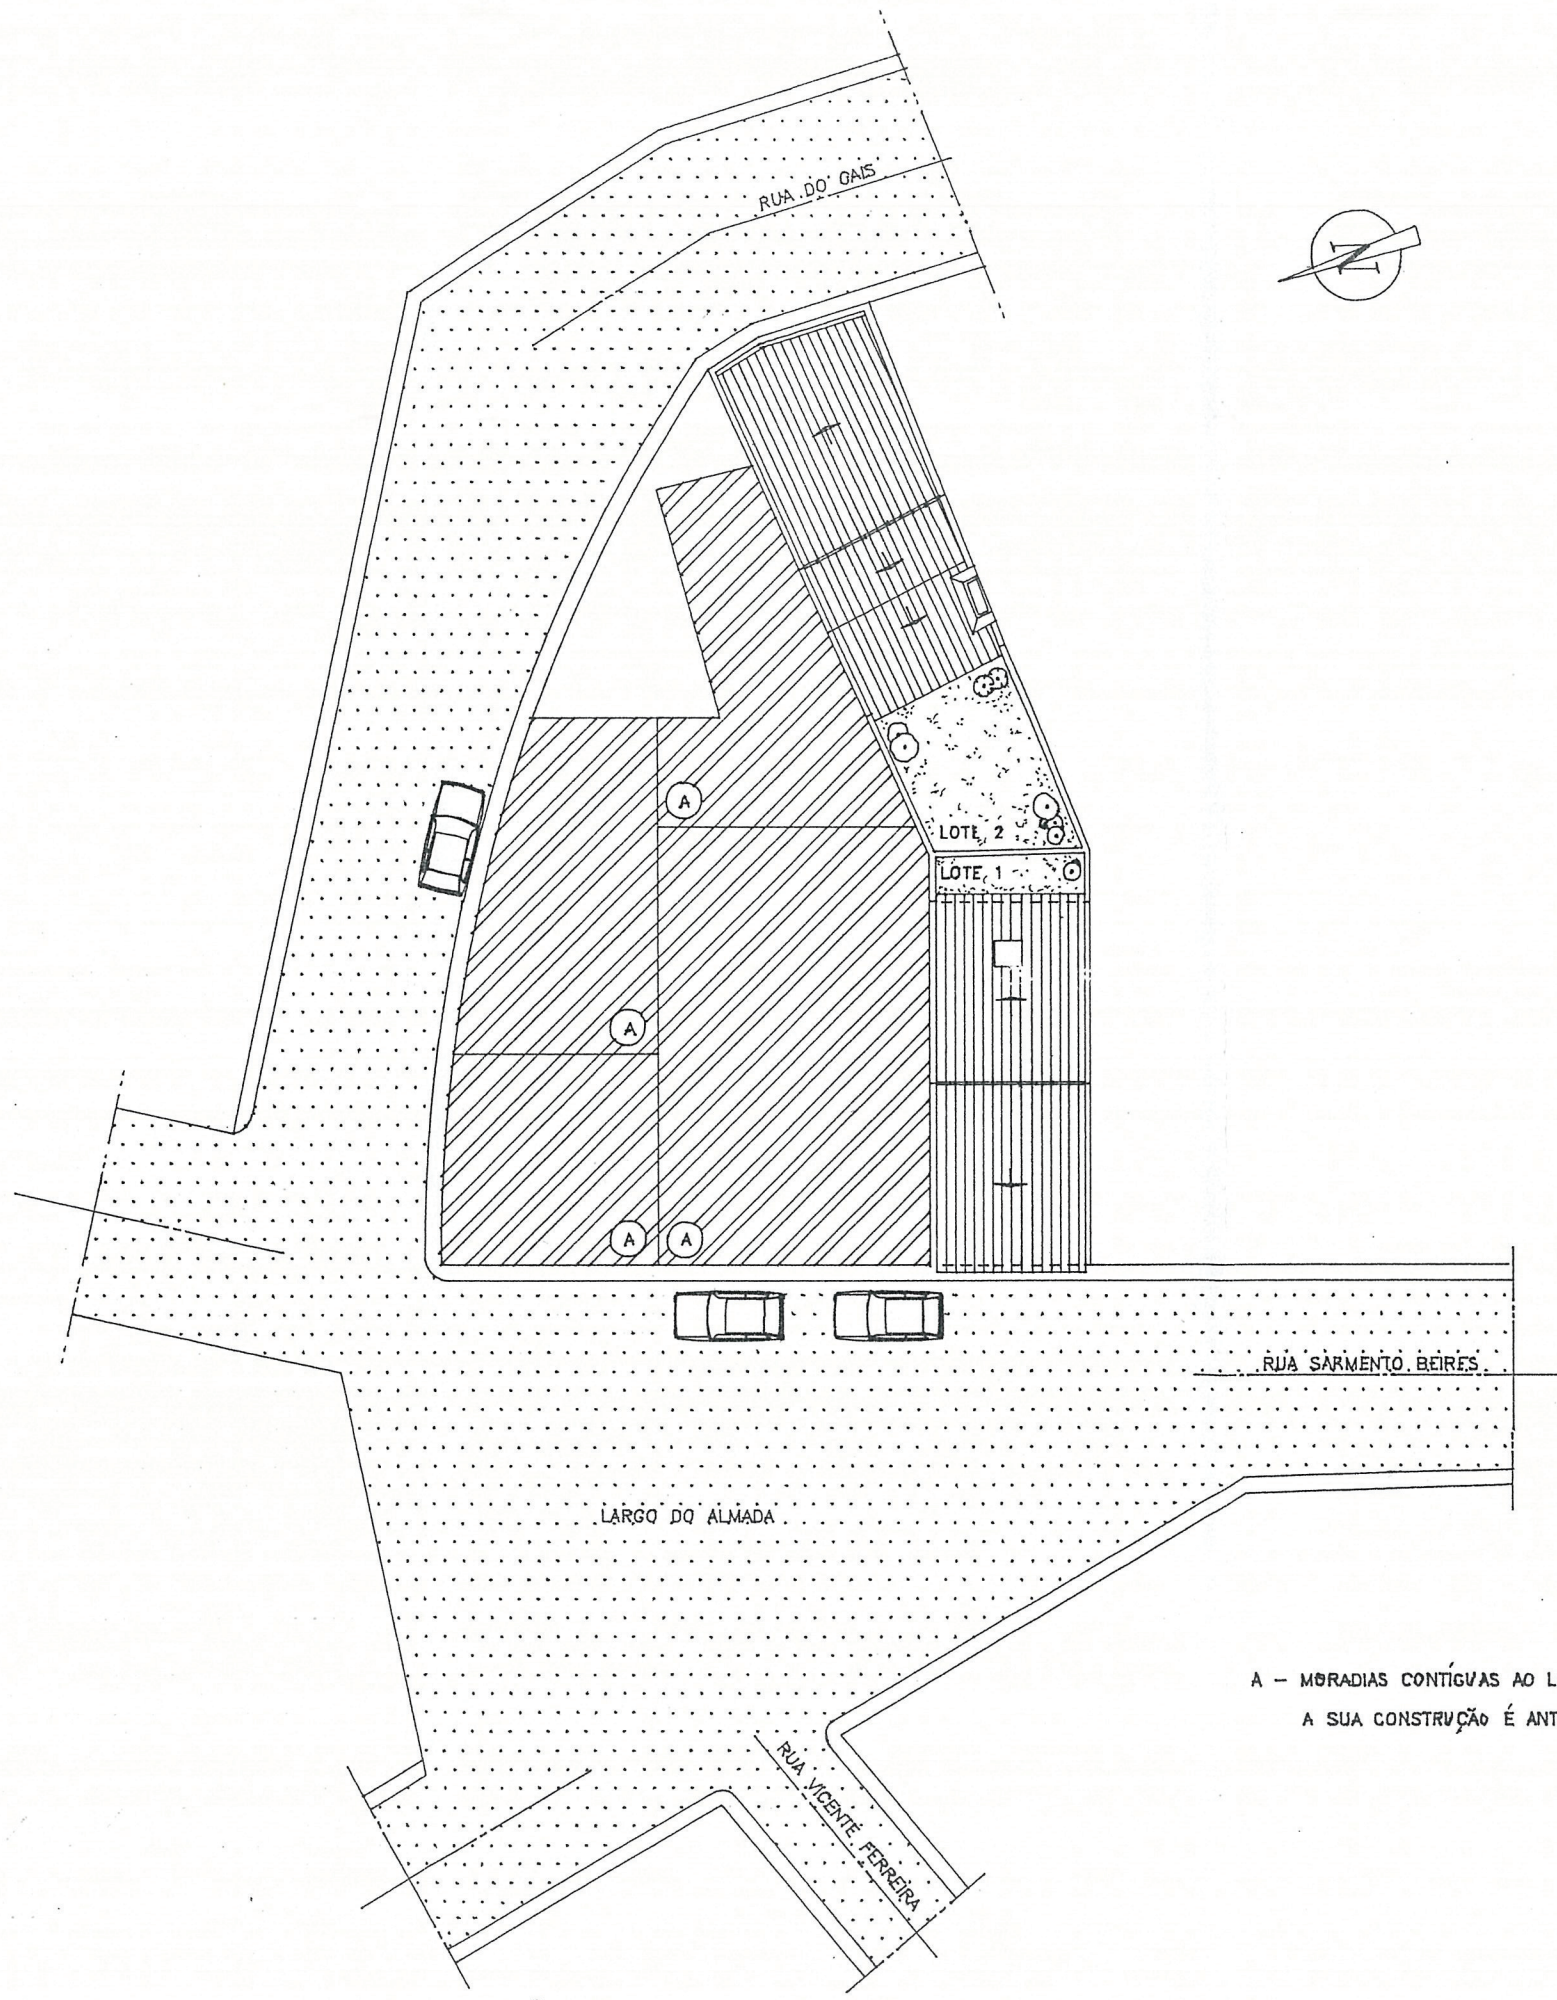 RUA DO CAIS
N
A
LOTE 2
LOTE 1
A
A
A
RUA SARMENTO BEIRES
LARGO DO ALMADA
A - MORADIAS CONTÍGUAS AO L
A SUA CONSTRUÇÃO É ANT
RUA VICENTE FERREIRA